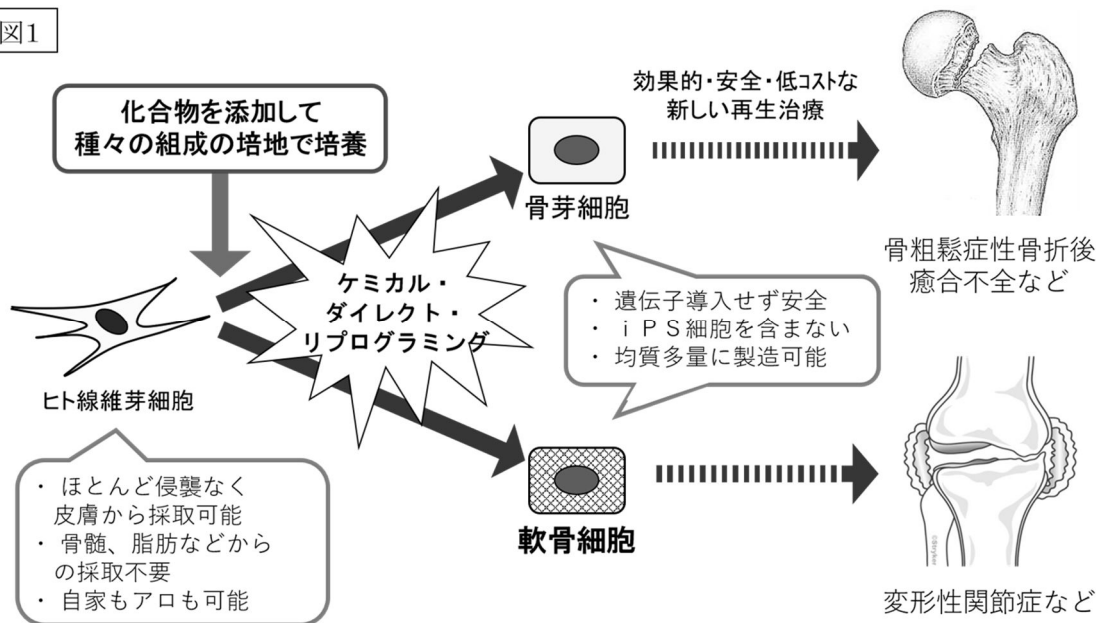 図1
化合物を添加して
種々の組成の培地で培養
効果的・安全・低コストな
新しい再生治療
骨芽細胞
骨粗鬆症性骨折後
癒合不全など
ケミカル・
ダイレクト・
リプログラミング
・ 遺伝子導入せず安全
・ iPS細胞を含まない
・ 均質多量に製造可能
ヒト線維芽細胞
・ ほとんど侵襲なく
皮膚から採取可能
・ 骨髄、脂肪などから
の採取不要
・ 自家もアロも可能
軟骨細胞
©Stryker
変形性関節症など